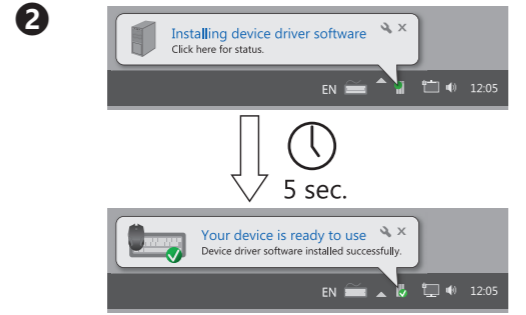 2
Installing device driver software
Click here for status.
EN 12:05
5 sec.
Your device is ready to use
Device driver software installed successfully.
EN 12:05